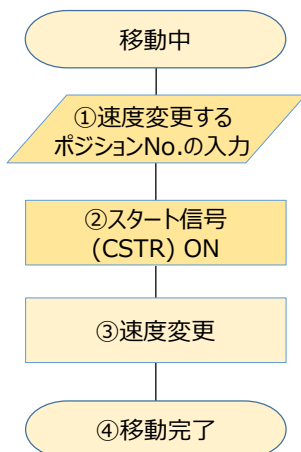 移動中
①速度変更する
ポジションNo.の入力
②スタート信号
(CSTR) ON
③速度変更
④移動完了